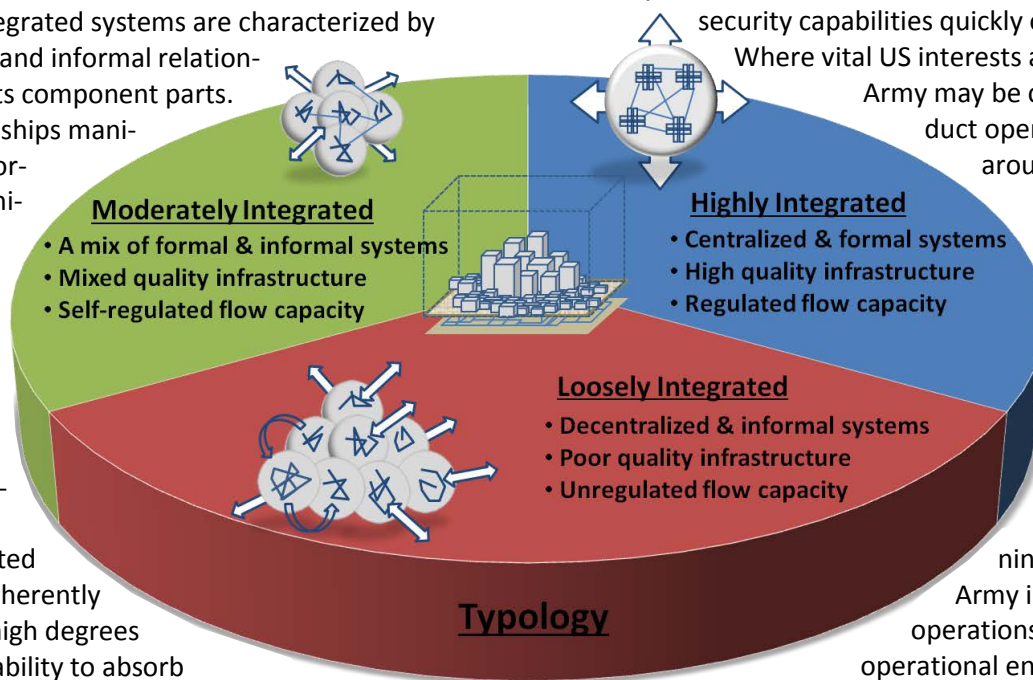 egrated systems are characterized by
and informal relation-
ts component parts.
ships mani-
or-
ni-
security capabilities quickly
Where vital US interests a
Army may be
duct oper
arou
Moderately Integrated
• A mix of formal & informal systems
• Mixed quality infrastructure
• Self-regulated flow capacity
Highly Integrated
• Centralized & formal systems
• High quality infrastructure
• Regulated flow capacity
Loosely Integrated
• Decentralized & informal systems
• Poor quality infrastructure
• Unregulated flow capacity
Typology
-
ted
herently
igh degrees
ability to absorb
nin
Army i
operations
operational en